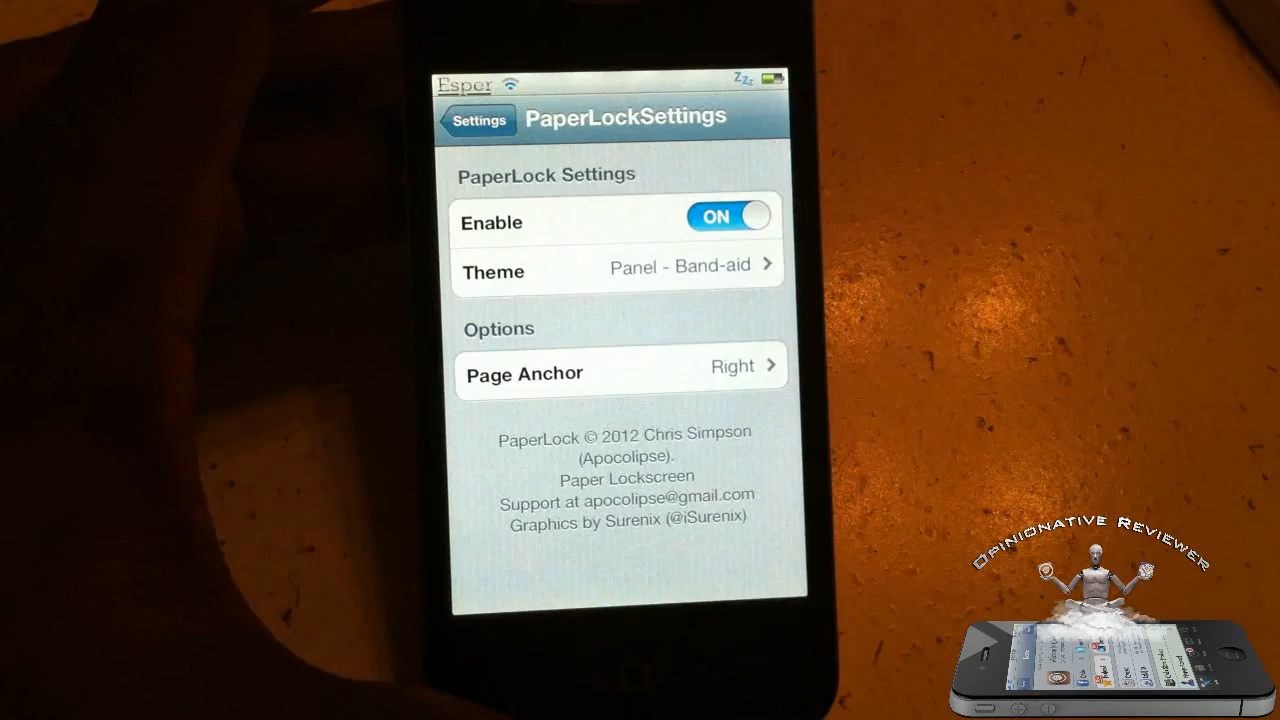 Esper
Zzz
Settings
PaperLockSettings
PaperLock Settings
Enable
ON
Theme
Panel - Band-aid
Options
Page Anchor
Right
PaperLock © 2012 Chris Simpson
(Apocolipse).
Paper Lockscreen
Support at apocolipse@gmail.com
Graphics by Surenix (@iSurenix)
Opinionative Reviewer